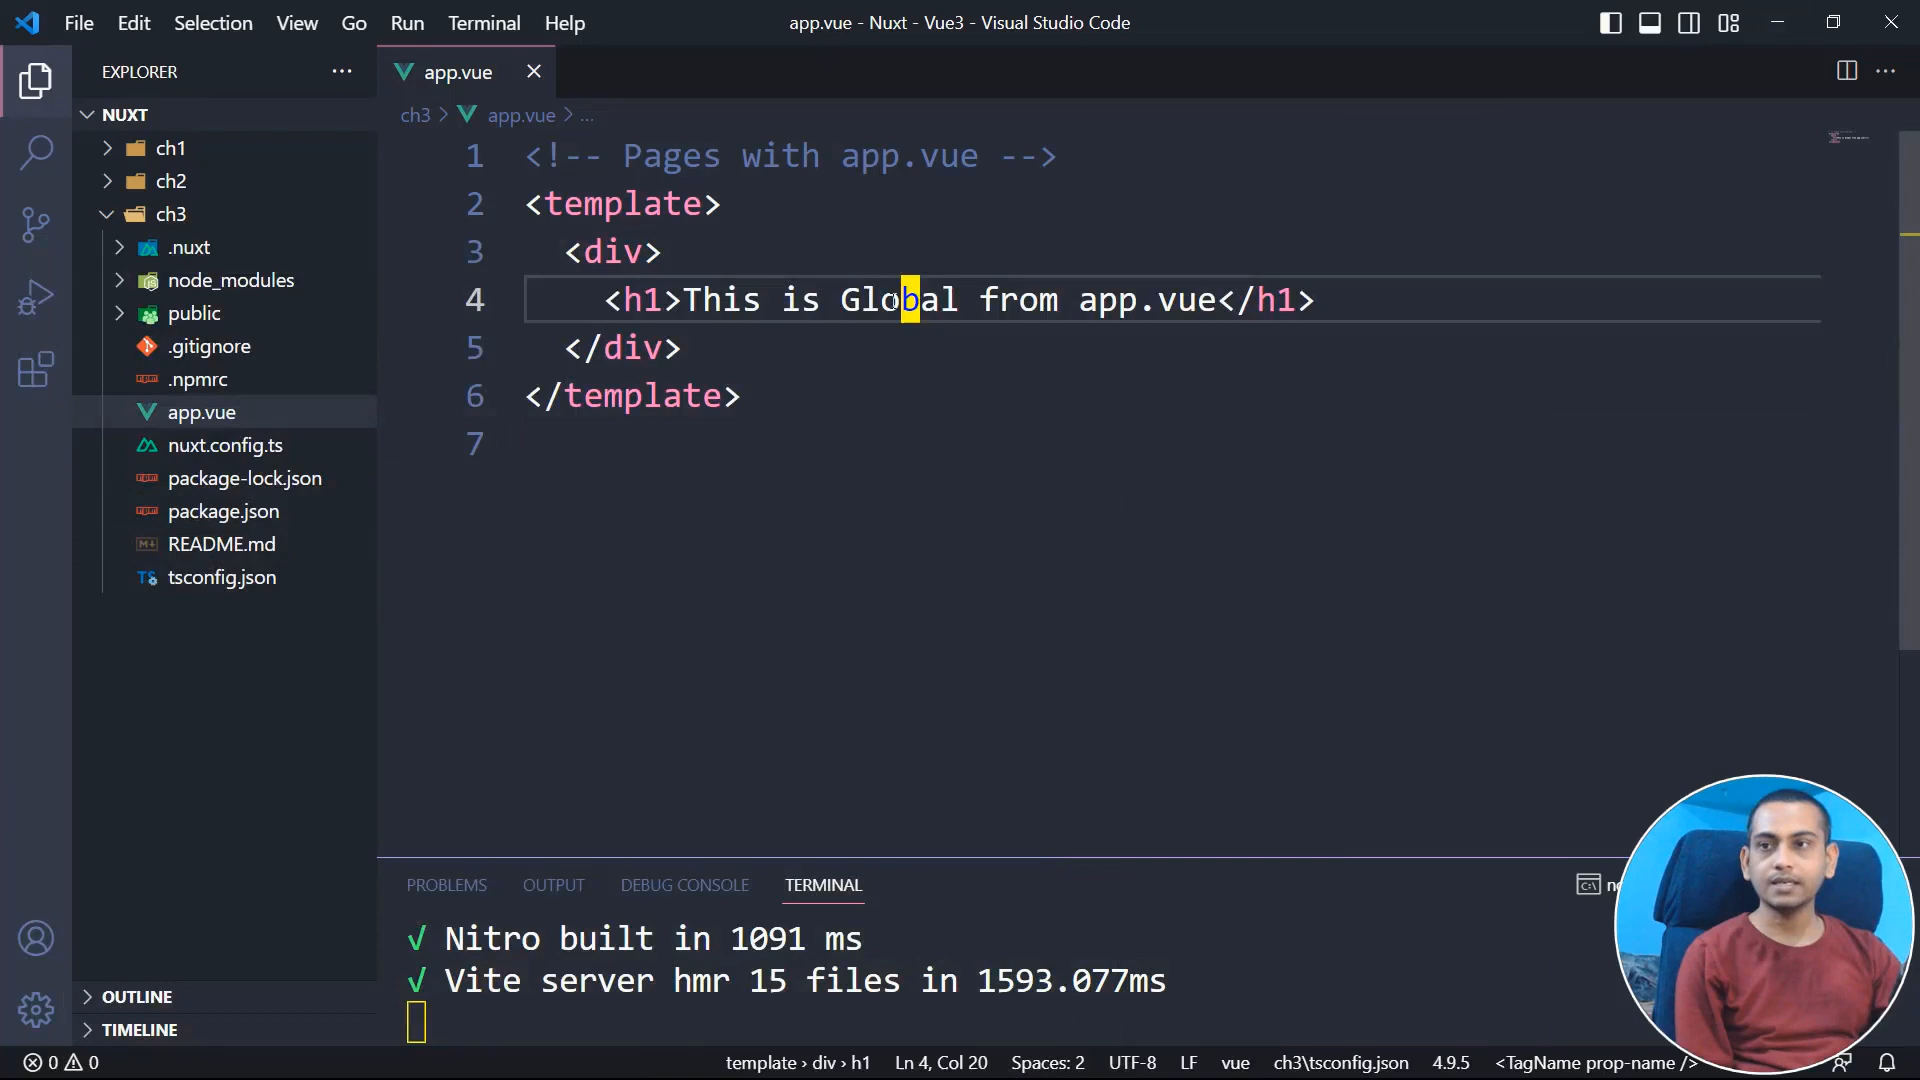 File Edit Selection View Go Run Terminal Help
app.vue - Nuxt - Vue3 - Visual Studio Code
EXPLORER
app.vue
NUXT
ch3 > app.vue > ...
ch1
ch2
ch3
.nuxt
node_modules
public
.gitignore
.npmrc
app.vue
nuxt.config.ts
package-lock.json
package.json
README.md
TS tsconfig.json
OUTLINE
TIMELINE
1 <!-- Pages with app.vue -->
2 <template>
3 <div>
4 <h1>This is Global from app.vue</h1>
5 </div>
6 </template>
7
PROBLEMS OUTPUT DEBUG CONSOLE TERMINAL
√ Nitro built in 1091 ms
√ Vite server hmr 15 files in 1593.077ms
0 0 template › div › h1 Ln 4, Col 20 Spaces: 2 UTF-8 LF vue ch3\tsconfig.json 4.9.5 <TagName prop-name />